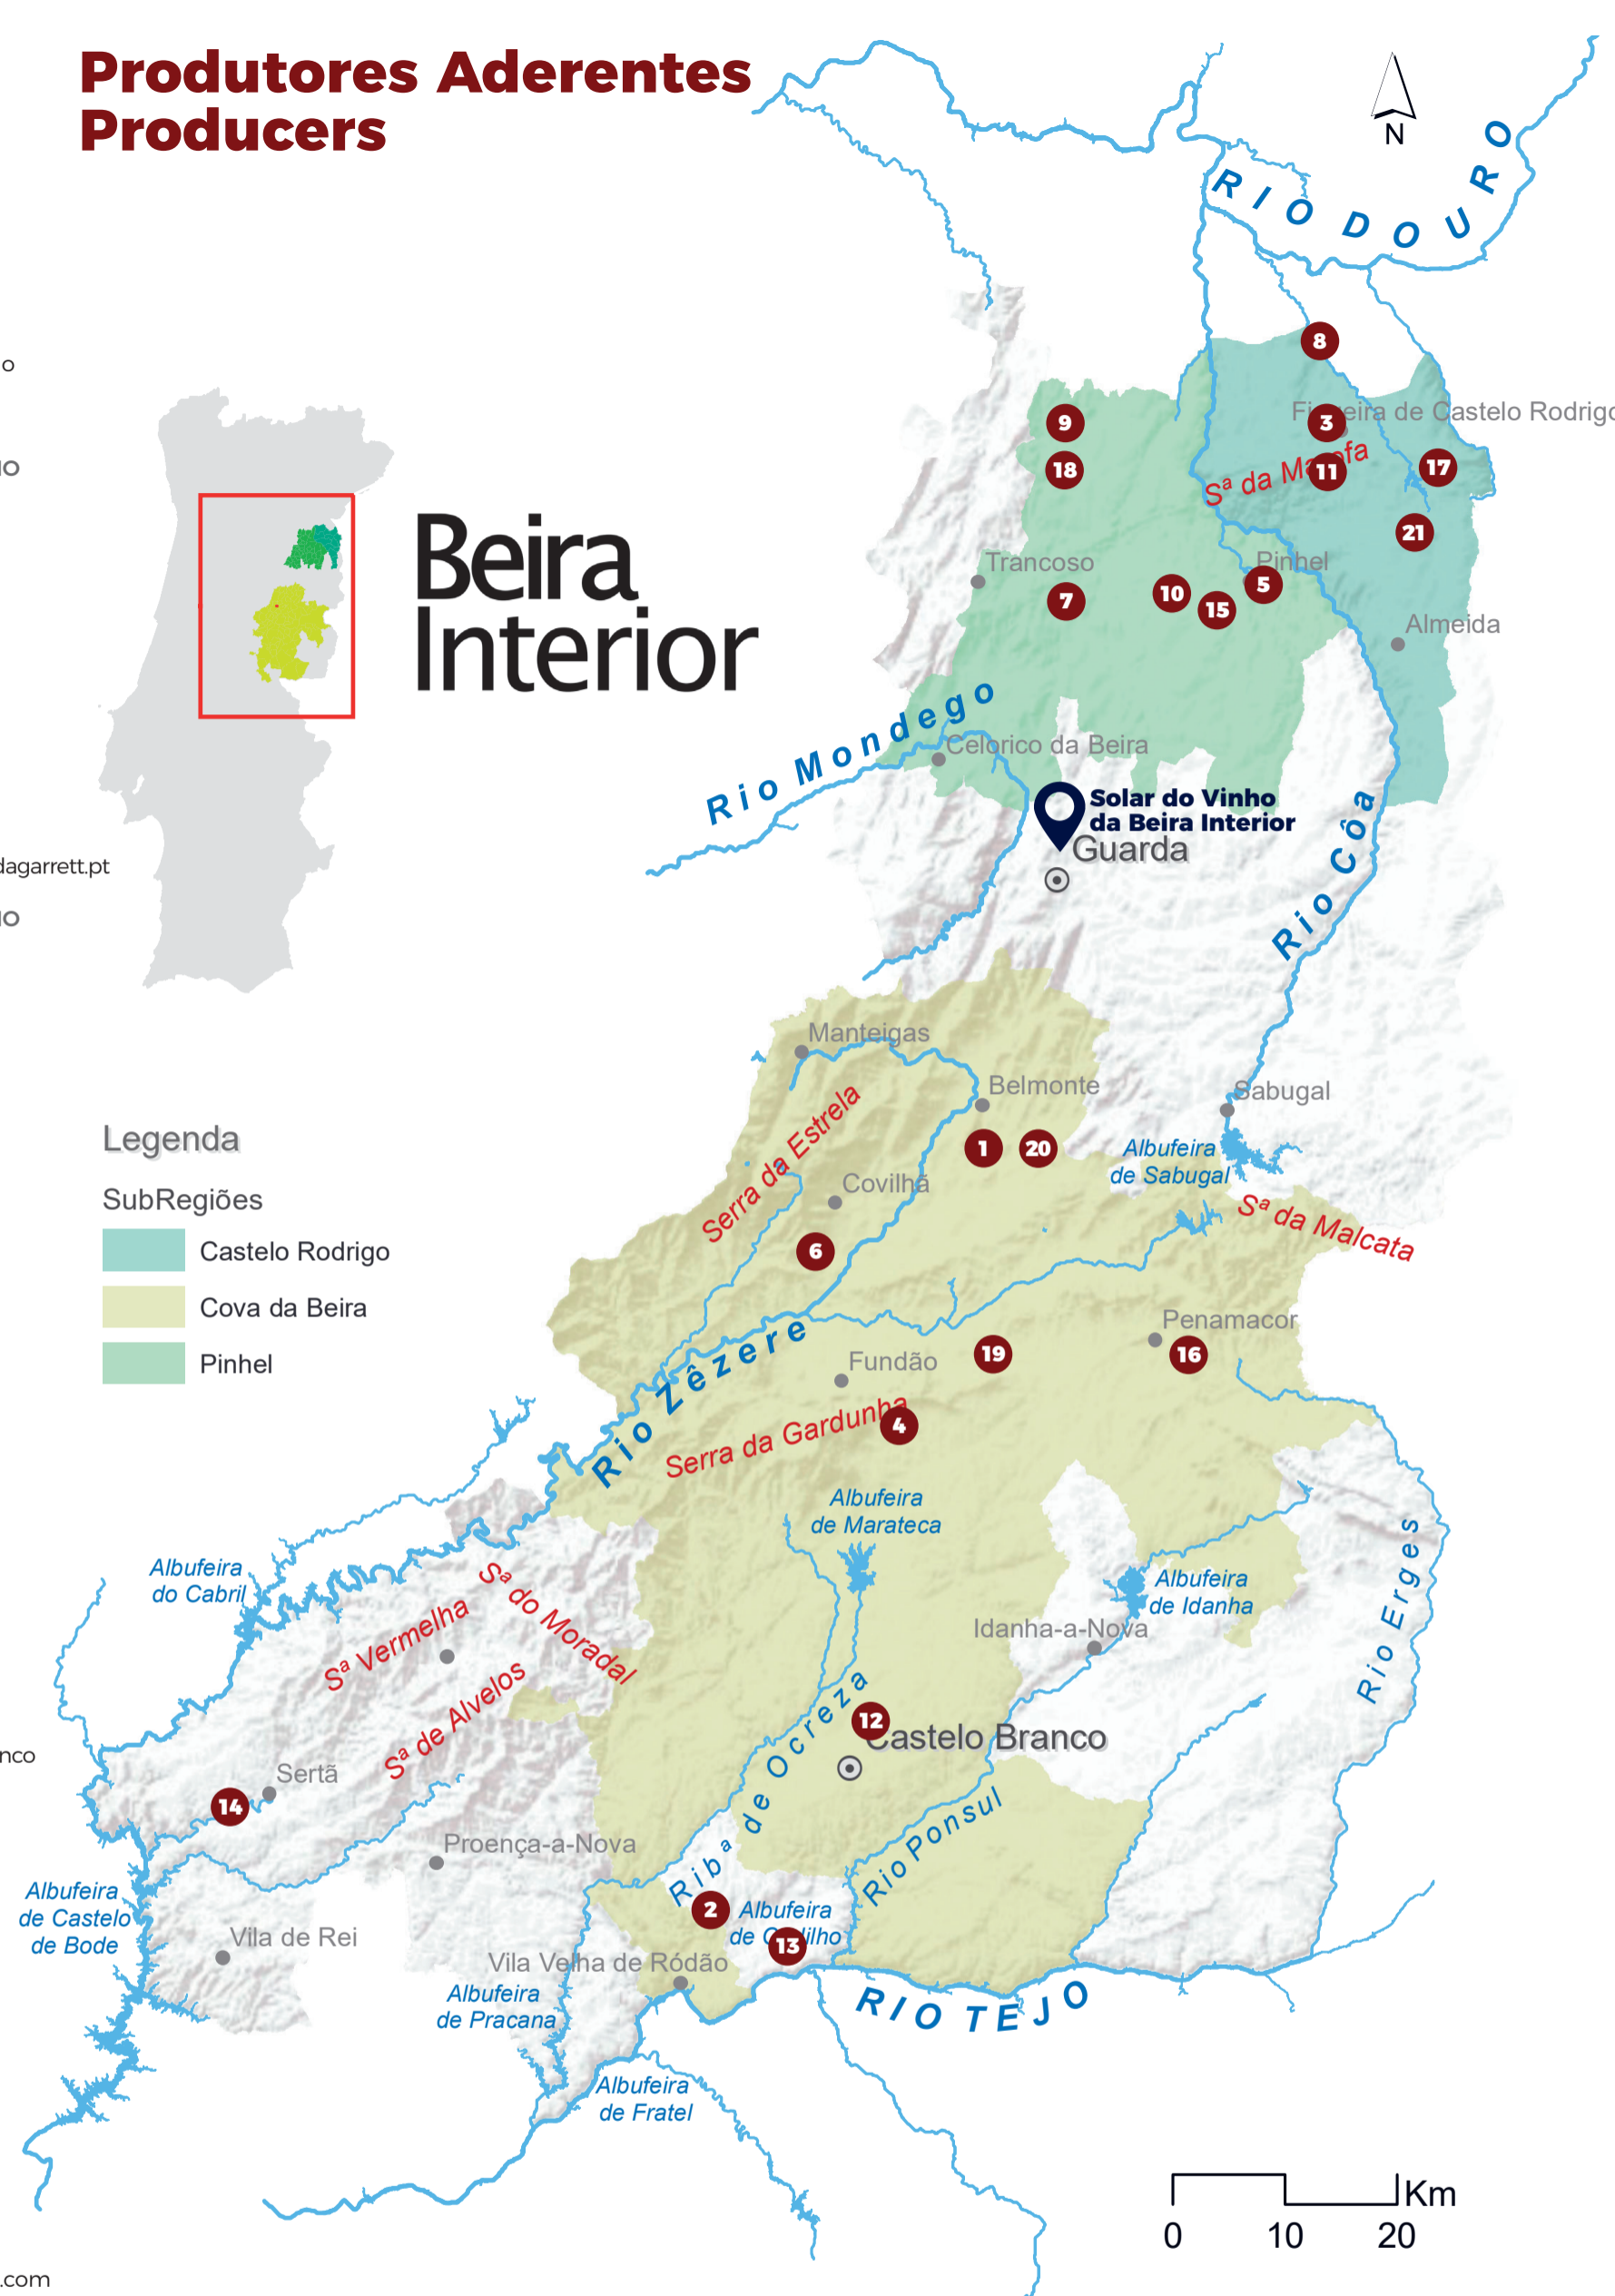 Produtores Aderentes
Producers
N
RIO DOURO
o
8
Figueira de Castelo Rodrigo
9
3
Sª da Marofa
18
11
17
IO
21
Beira
Interior
Trancoso
Pinhel
7
10
15
5
Almeida
Rio Mondego
Celorico da Beira
Solar do Vinho
da Beira Interior
Guarda
Rio Côa
dagarrett.pt
IO
Manteigas
Belmonte
Sabugal
Serra da Estrela
1
20
Albufeira
de Sabugal
Legenda
SubRegiões
Castelo Rodrigo
Cova da Beira
Pinhel
Covilhã
Sª da Malcata
6
Rio Zêzere
Penamacor
19
16
Fundão
Serra da Gardunha
4
Albufeira
de Marateca
Albufeira
do Cabril
Sª do Moradal
Sª Vermelha
Sª de Alvelos
Albufeira
de Idanha
Idanha-a-Nova
Rio Erges
Ribª de Ocreza
12
Castelo Branco
nco
Sertã
14
Rio Ponsul
Proença-a-Nova
Albufeira
de Castelo
de Bode
2
Albufeira
de Cedilho
13
Vila de Rei
Vila Velha de Ródão
Albufeira
de Pracana
RIO TEJO
Albufeira
de Fratel
Km
0 10 20
.com